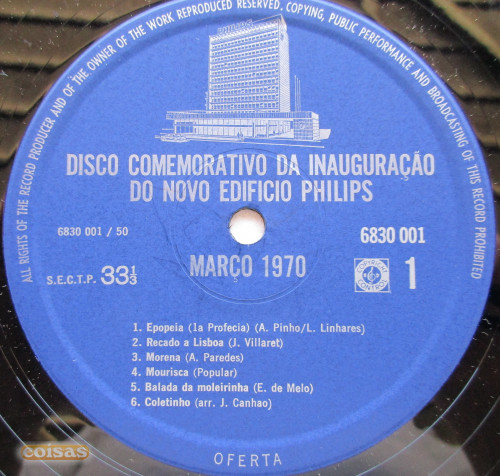 ALL RIGHTS OF THE RECORD PRODUCER AND OF THE OWNER OF THE WORK REPRODUCED RESERVED. COPYING, PUBLIC PERFORMANCE AND BROADCASTING OF THIS RECORD PROHIBITED
DISCO COMEMORATIVO DA INAUGURAÇÃO
DO NOVO EDIFICIO PHILIPS
6830 001 / 50
6830 001
S.E.C.T.P. 33⅓
MARÇO 1970
1
1. Epopeia (1a Profecia) (A. Pinho/L. Linhares)
2. Recado a Lisboa (J. Villaret)
3. Morena (A. Paredes)
4. Mourisca (Popular)
5. Balada da moleirinha (E. de Melo)
6. Coletinho (arr. J. Canhao)
OFERTA
coisas